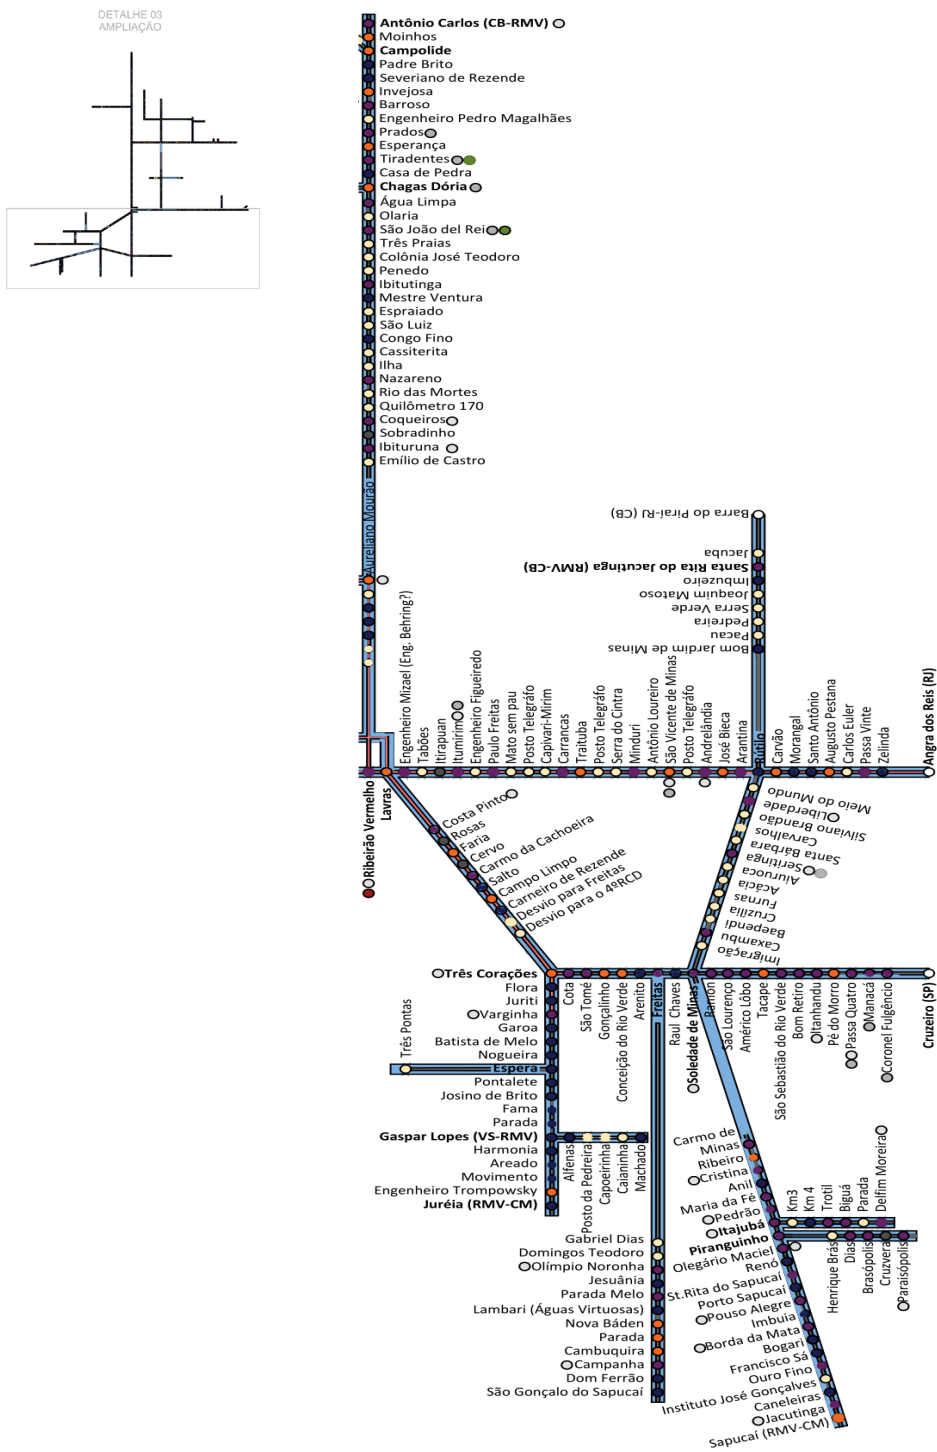 DETALHE 03
AMPLIAÇÃO
Antônio Carlos (CB-RMV)
Moinhos
Campolide
Padre Brito
Severiano de Rezende
Invejosa
Barroso
Engenheiro Pedro Magalhães
Prados
Esperança
Tiradentes
Casa de Pedra
Chagas Dória
Água Limpa
Olaria
São João del Rei
Três Praias
Colônia José Teodoro
Penedo
Ibitutinga
Mestre Ventura
Espraiado
São Luiz
Congo Fino
Cassiterita
Ilha
Nazareno
Rio das Mortes
Quilômetro 170
Coqueiros
Sobradinho
Ibituruna
Emílio de Castro
Aureliano Mourão
Barra do Piraí-RJ (CB)
Jacuba
Santa Rita do Jacutinga (RMV-CB)
Imbuzeiro
Joaquim Matoso
Serra Verde
Pedreira
Pacau
Bom Jardim de Minas
Ribeirão Vermelho
Lavras
Engenheiro Mizael (Eng. Behring?)
Tabões
Itirapuan
Itumirim
Engenheiro Figueiredo
Paulo Freitas
Mato sem pau
Posto Telegráfo
Capivari-Mirim
Carrancas
Traituba
Posto Telegráfo
Serra do Cintra
Minduri
Antônio Loureiro
São Vicente de Minas
Posto Telegráfo
Andrelândia
José Bieca
Arantina
Rútilo
Carvão
Morangal
Santo Antônio
Augusto Pestana
Carlos Euler
Passa Vinte
Zelinda
Angra dos Reis (RJ)
Costa Pinto
Rosas
Faria
Cervo
Carmo da Cachoeira
Salto
Campo Limpo
Carneiro de Rezende
Desvio para Freitas
Desvio para o 4ºRCD
Melo do Mundo
Liberdade
Silviano Brandão
Carvalhos
Santa Bárbara
Seritinga
Aiuruoca
Acácia
Furnas
Cruzília
Baependi
Caxambu
Imigração
Três Corações
Cota
São Tomé
Gonçalinho
Conceição do Rio Verde
Arenito
Freitas
Raul Chaves
Soledade de Minas
Ramon
São Lourenço
Américo Lôbo
Tacape
São Sebastião do Rio Verde
Bom Retiro
Itanhandu
Pé do Morro
Passa Quatro
Manacá
Coronel Fulgêncio
Cruzeiro (SP)
Flora
Juriti
Varginha
Garoa
Batista de Melo
Nogueira
Espera
Três Pontas
Pontalete
Josino de Brito
Fama
Parada
Gaspar Lopes (VS-RMV)
Alfenas
Posto da Pedreira
Capoeirinha
Caianinha
Machado
Harmonia
Areado
Movimento
Engenheiro Trompowsky
Juréia (RMV-CM)
Gabriel Dias
Domingos Teodoro
Olímpio Noronha
Jesuânia
Parada Melo
Lambari (Águas Virtuosas)
Nova Báden
Parada
Cambuquira
Campanha
Dom Ferrão
São Gonçalo do Sapucaí
Carmo de
Minas
Ribeiro
Cristina
Anil
Maria da Fé
Pedrão
Itajubá
Km3
Km 4
Trotil
Biguá
Parada
Delfim Moreira
Piranguinho
Henrique Brás
Dias
Brasópolis
Cruzvera
Paraisópolis
Olegário Maciel
Renó
St.Rita do Sapucaí
Porto Sapucaí
Pouso Alegre
Imbuia
Borda da Mata
Bogari
Francisco Sá
Ouro Fino
Instituto José Gonçalves
Caneleiras
Jacutinga
Sapucaí (RMV-CM)